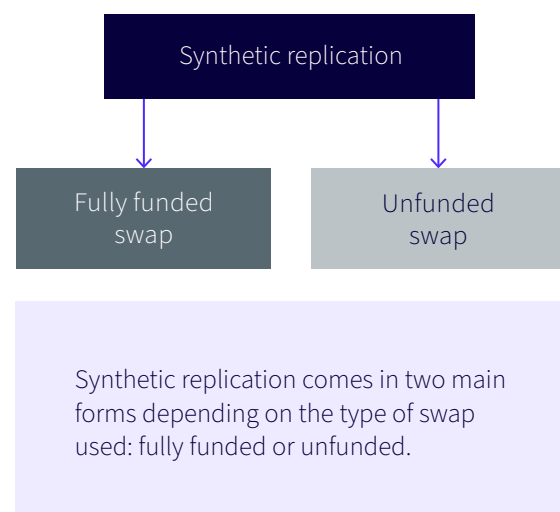 Synthetic replication
Fully funded
swap
Unfunded
swap
Synthetic replication comes in two main
forms depending on the type of swap
used: fully funded or unfunded.